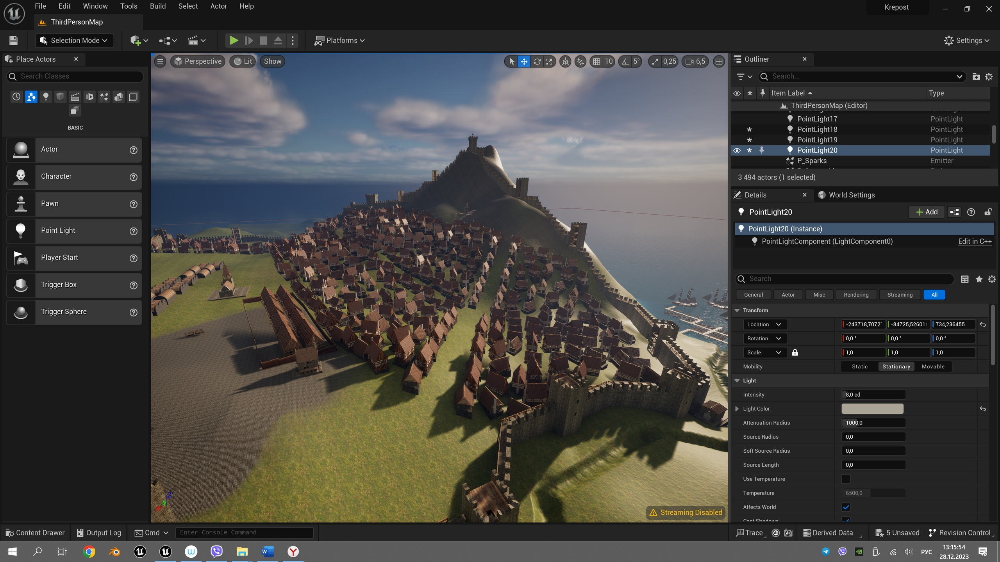 File Edit Window Tools Build Select Actor Help
Krepost
ThirdPersonMap
Selection Mode
Platforms
Settings
Place Actors
Search Classes
BASIC
Actor
Character
Pawn
Point Light
Player Start
Trigger Box
Trigger Sphere
Perspective
Lit
Show
10
5°
0,25
6,5
Streaming Disabled
Z
Y
X
Outliner
Search...
Item Label
Type
ThirdPersonMap (Editor)
PointLight17 PointLight
PointLight18 PointLight
PointLight19 PointLight
PointLight20 PointLight
P_Sparks Emitter
3 494 actors (1 selected)
Details
World Settings
PointLight20
Add
PointLight20 (Instance)
PointLightComponent (LightComponent0) Edit in C++
Search
General Actor Misc Rendering Streaming All
Transform
Location -243718,7072 -84725,52601 734,236455
Rotation 0,0 ° 0,0 ° 0,0 °
Scale 1,0 1,0 1,0
Mobility Static Stationary Movable
Light
Intensity 8,0 cd
Light Color
Attenuation Radius 1000,0
Source Radius 0,0
Soft Source Radius 0,0
Source Length 0,0
Use Temperature
Temperature 6500,0
Affects World
Cast Shadows
Content Drawer
Output Log
Cmd
Enter Console Command
Trace
Derived Data
5 Unsaved
Revision Control
РУС
13:15:54
28.12.2023